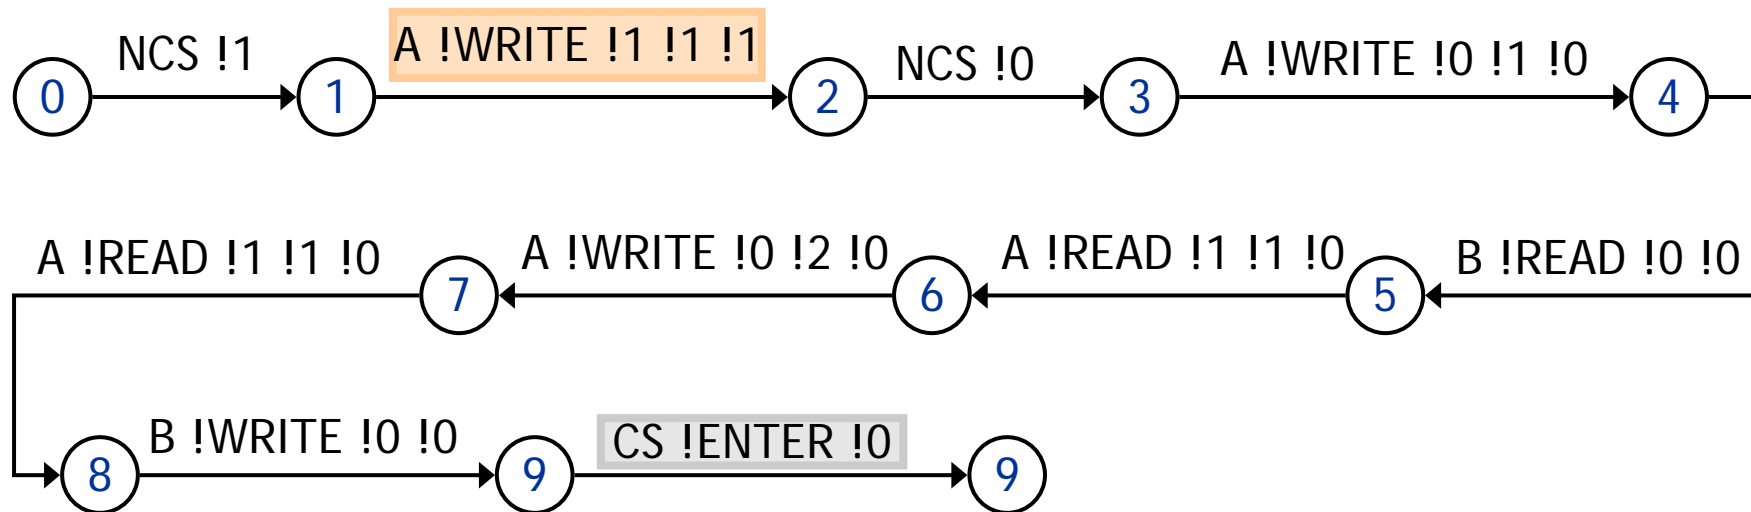 NCS !1
A !WRITE !1 !1 !1
NCS !0
A !WRITE !0 !1 !0
0
1
2
3
4
A !READ !1 !1 !0
A !WRITE !0 !2 !0
A !READ !1 !1 !0
B !READ !0 !0
7
6
5
B !WRITE !0 !0
CS !ENTER !0
8
9
9